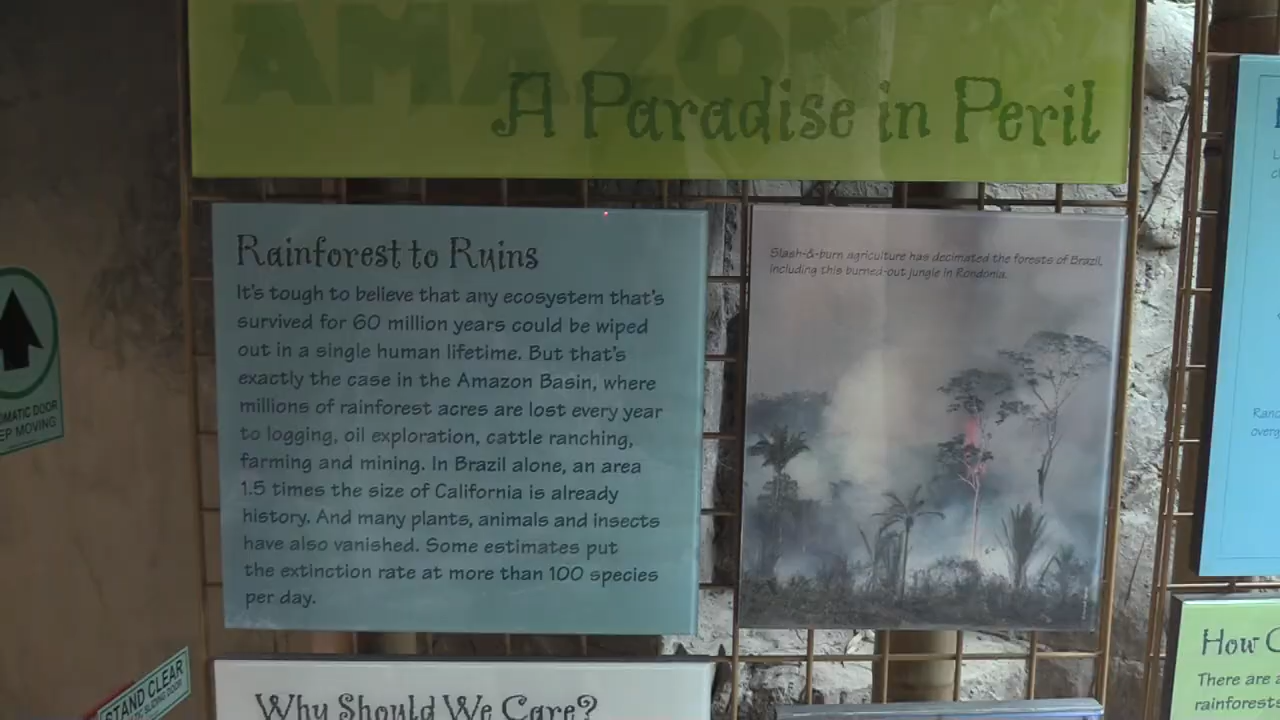 AMAZON
A Paradise in Peril
Rainforest to Ruins
It's tough to believe that any ecosystem that's
survived for 60 million years could be wiped
out in a single human lifetime. But that's
exactly the case in the Amazon Basin, where
millions of rainforest acres are lost every year
to logging, oil exploration, cattle ranching,
farming and mining. In Brazil alone, an area
1.5 times the size of California is already
history. And many plants, animals and insects
have also vanished. Some estimates put
the extinction rate at more than 100 species
per day.
Slash-&-burn agriculture has decimated the forests of Brazil,
including this burned-out jungle in Rondonia.
Why Should We Care?
MATIC DOOR
EP MOVING
STAND CLEAR
SLIDING DOOR
How
There are a
rainforests